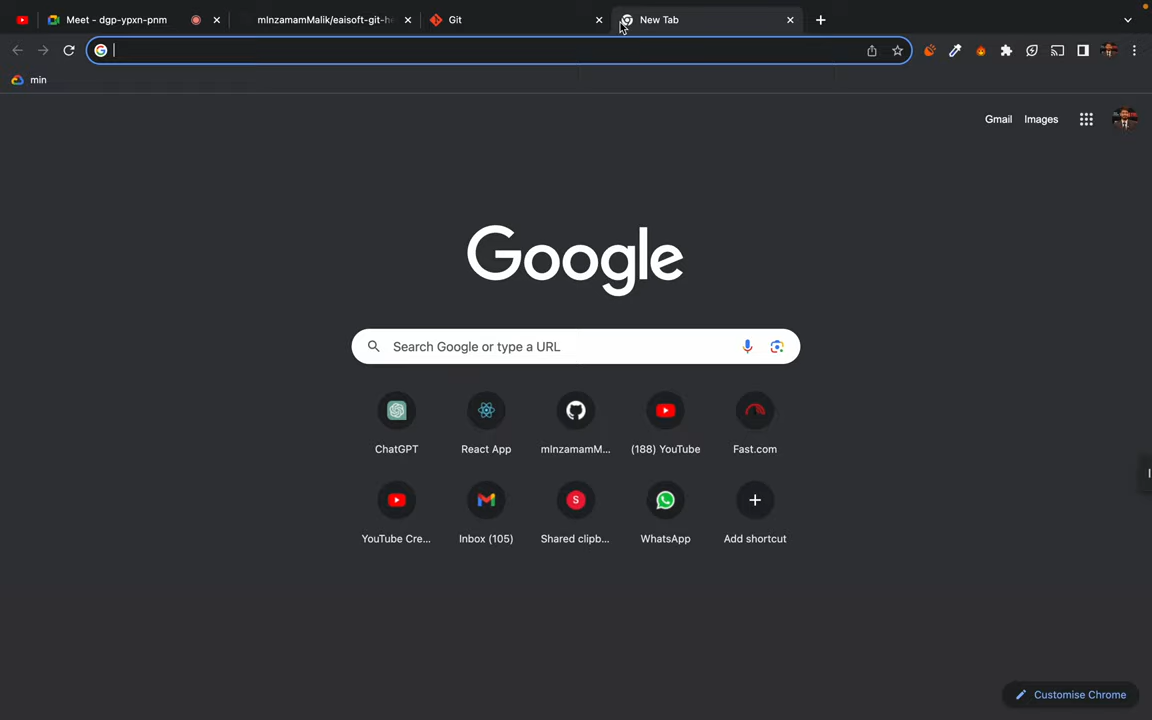 Meet - dgp-ypxn-pnm
mInzamamMalik/eaisoft-git-he
Git
New Tab
min
Gmail Images
Google
Search Google or type a URL
ChatGPT React App mInzamamM... (188) YouTube Fast.com
S
YouTube Cre... Inbox (105) Shared clipb... WhatsApp Add shortcut
Customise Chrome